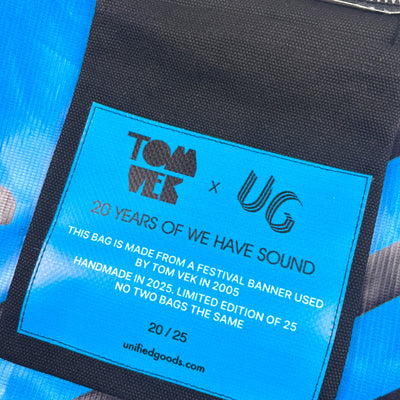 TOM
VEK x UG
20 YEARS OF WE HAVE SOUND
THIS BAG IS MADE FROM A FESTIVAL BANNER USED
BY TOM VEK IN 2005
HANDMADE IN 2025. LIMITED EDITION OF 25
NO TWO BAGS THE SAME
20 / 25
unifiedgoods.com